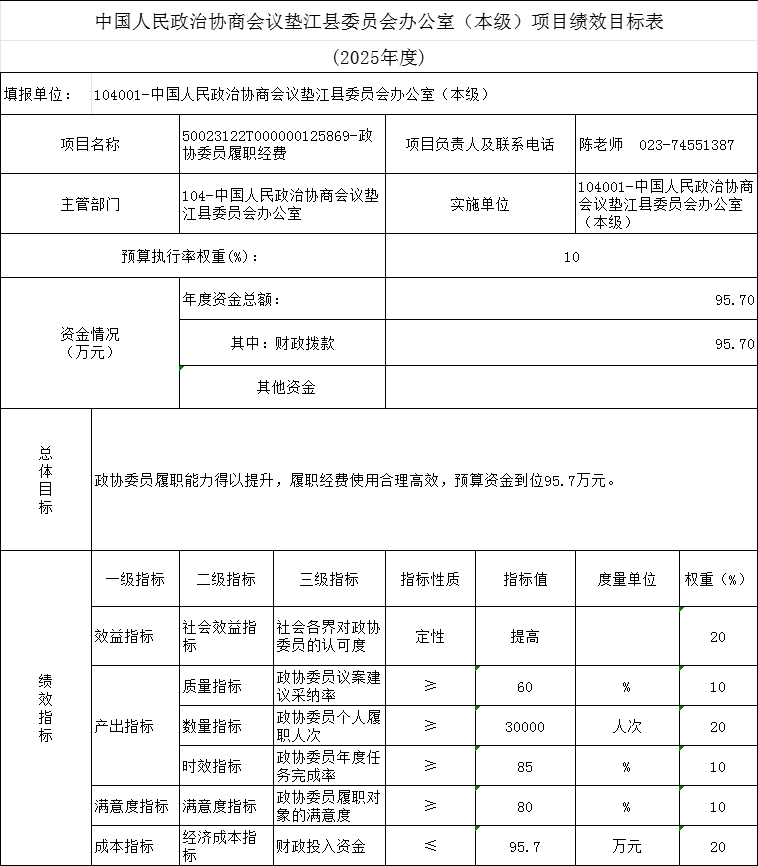 中国人民政治协商会议垫江县委员会办公室（本级）项目绩效目标表
(2025年度)
填报单位： 104001-中国人民政治协商会议垫江县委员会办公室（本级）
项目名称
50023122T000000125869-政
协委员履职经费
项目负责人及联系电话
陈老师 023-74551387
主管部门
104-中国人民政治协商会议垫
江县委员会办公室
实施单位
104001-中国人民政治协商
会议垫江县委员会办公室
（本级）
预算执行率权重(%)： 10
资金情况
（万元）
年度资金总额： 95.70
其中：财政拨款 95.70
其他资金
总
体
目
标
政协委员履职能力得以提升，履职经费使用合理高效，预算资金到位95.7万元。
绩
效
指
标
一级指标 二级指标 三级指标 指标性质 指标值 度量单位 权重（%）
效益指标
社会效益指
标
社会各界对政协
委员的认可度
定性 提高 20
产出指标
质量指标
政协委员议案建
议采纳率
≥ 60 % 10
数量指标
政协委员个人履
职人次
≥ 30000 人次 20
时效指标
政协委员年度任
务完成率
≥ 85 % 10
满意度指标 满意度指标
政协委员履职对
象的满意度
≥ 80 % 10
成本指标
经济成本指
标
财政投入资金 ≤ 95.7 万元 20